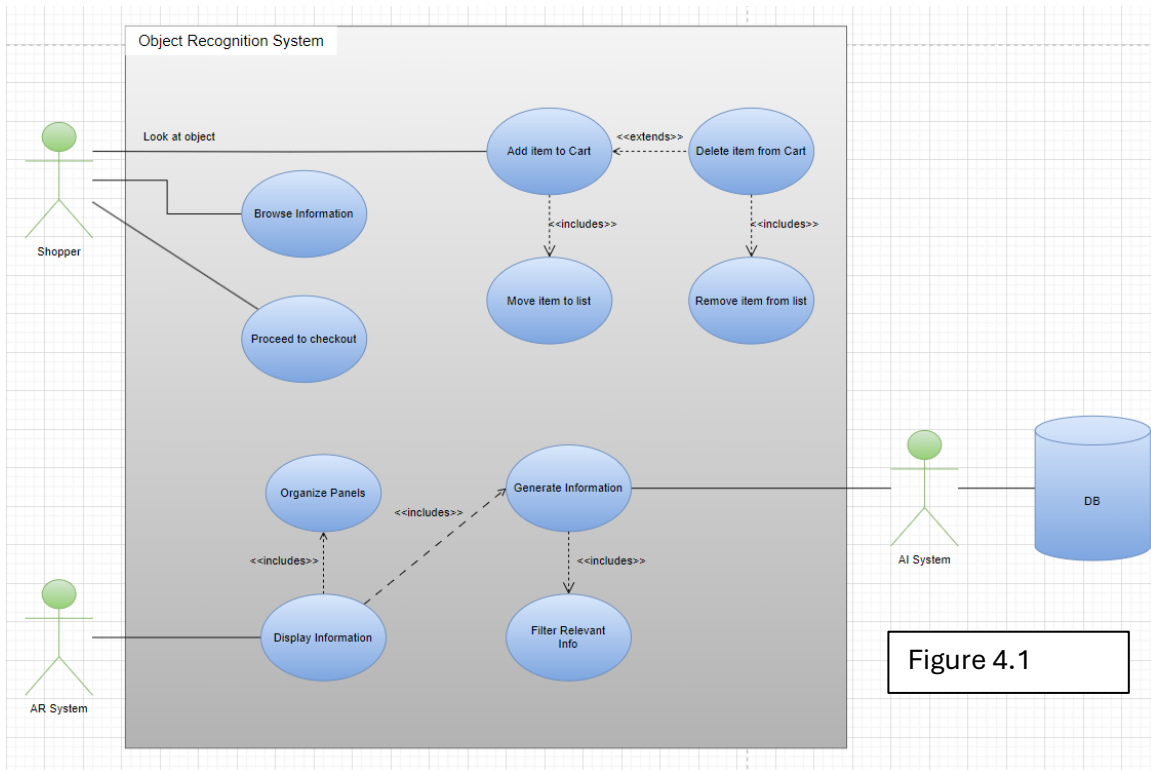 Object Recognition System
Look at object
Add item to Cart
<<extends>>
Delete item from Cart
Browse Information
<<includes>>
<<includes>>
Shopper
Move item to list
Remove item from list
Proceed to checkout
Organize Panels
Generate Information
<<includes>>
DB
<<includes>>
<<includes>>
AI System
Display Information
Filter Relevant
Info
Figure 4.1
AR System